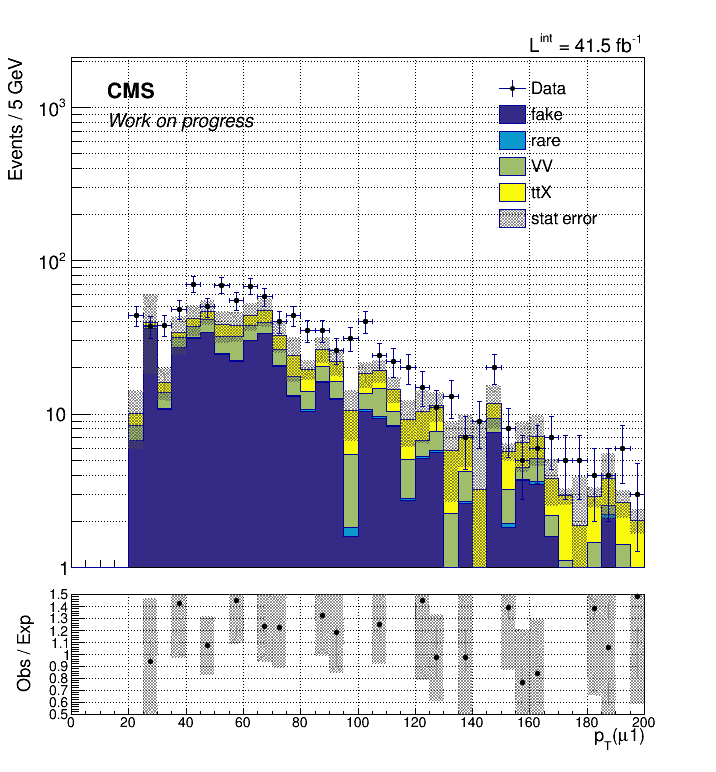 L^int = 41.5 fb^-1
Events / 5 GeV
CMS
Work on progress
Data
fake
rare
VV
ttX
stat error
10^3
10^2
10
1
Obs / Exp
1.5
1.4
1.3
1.2
1.1
1
0.9
0.8
0.7
0.6
0.5
0 20 40 60 80 100 120 140 160 180 200
p_T(μ1)